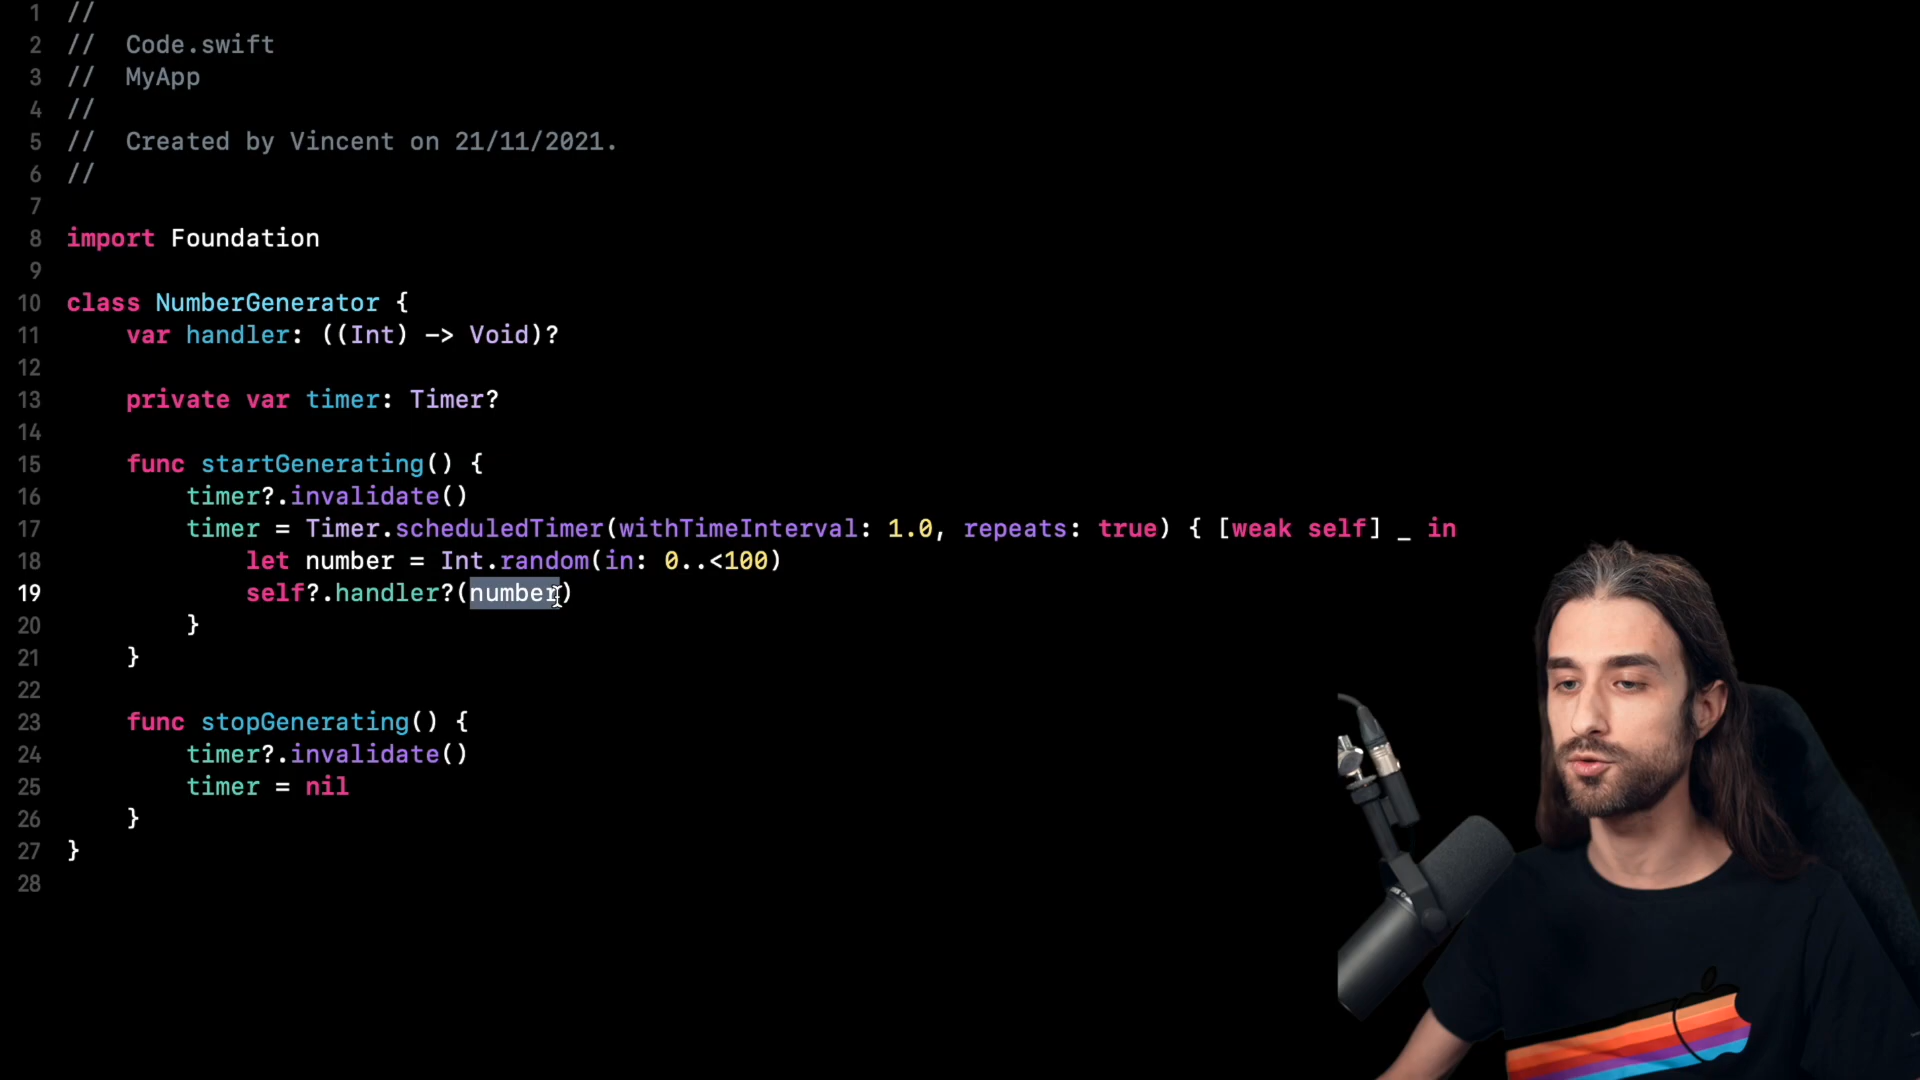 1 //
2 //  Code.swift
3 //  MyApp
4 //
5 //  Created by Vincent on 21/11/2021.
6 //
7
8 import Foundation
9
10 class NumberGenerator {
11     var handler: ((Int) -> Void)?
12
13     private var timer: Timer?
14
15     func startGenerating() {
16         timer?.invalidate()
17         timer = Timer.scheduledTimer(withTimeInterval: 1.0, repeats: true) { [weak self] _ in
18             let number = Int.random(in: 0..<100)
19             self?.handler?(number)
20         }
21     }
22
23     func stopGenerating() {
24         timer?.invalidate()
25         timer = nil
26     }
27 }
28